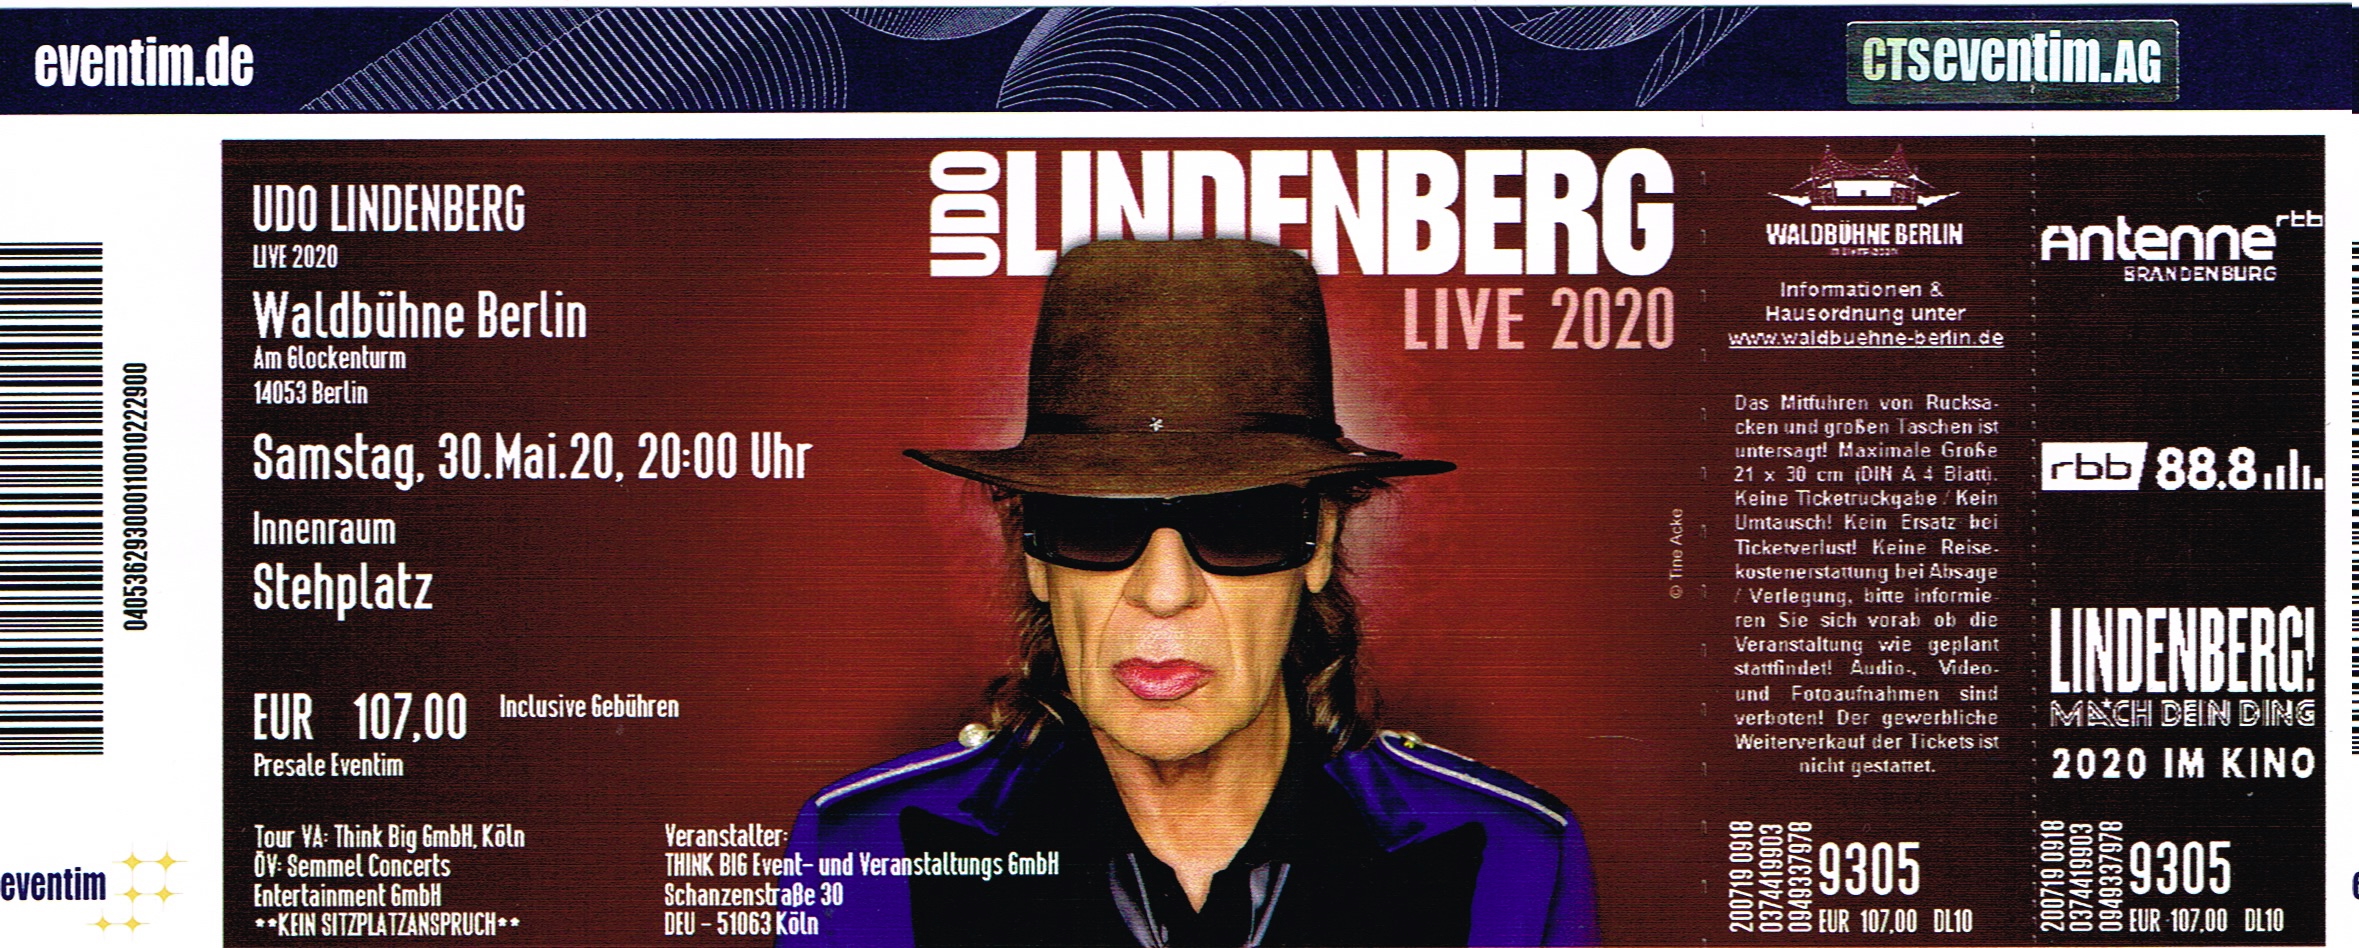 eventim.de
CTSeventim.AG
UDO LINDENBERG
LIVE 2020
Waldbühne Berlin
Am Glockenturm
14053 Berlin
Samstag, 30.Mai.20, 20:00 Uhr
Innenraum
Stehplatz
EUR 107,00 Inclusive Gebühren
Presale Eventim
Tour VA: Think Big GmbH, Köln
ÖV: Semmel Concerts
Entertainment GmbH
**KEIN SITZPLATZANSPRUCH**
Veranstalter:
THINK BIG Event- und Veranstaltungs GmbH
Schanzenstraße 30
DEU - 51063 Köln
040536293000110010222900
eventim
UDO LINDENBERG
LIVE 2020
© Tine Acke
WALDBÜHNE BERLIN
Informationen &
Hausordnung unter
www.waldbuehne-berlin.de
Das Mitfuhren von Rucksa-
cken und großen Taschen ist
untersagt! Maximale Große
21 x 30 cm (DIN A 4 Blatt).
Keine Ticketruckgabe / Kein
Umtausch! Kein Ersatz bei
Ticketverlust! Keine Reise-
kostenerstattung bei Absage
/ Verlegung, bitte informie-
ren Sie sich vorab ob die
Veranstaltung wie geplant
stattfindet! Audio-, Video-
und Fotoaufnahmen sind
verboten! Der gewerbliche
Weiterverkauf der Tickets ist
nicht gestattet.
200719 0918
0374419903
0949337978
9305
EUR 107,00 DL10
Antenne rbb
BRANDENBURG
rbb 88.8
LINDENBERG!
MACH DEIN DING
2020 IM KINO
200719 0918
0374419903
0949337978
9305
EUR 107,00 DL10